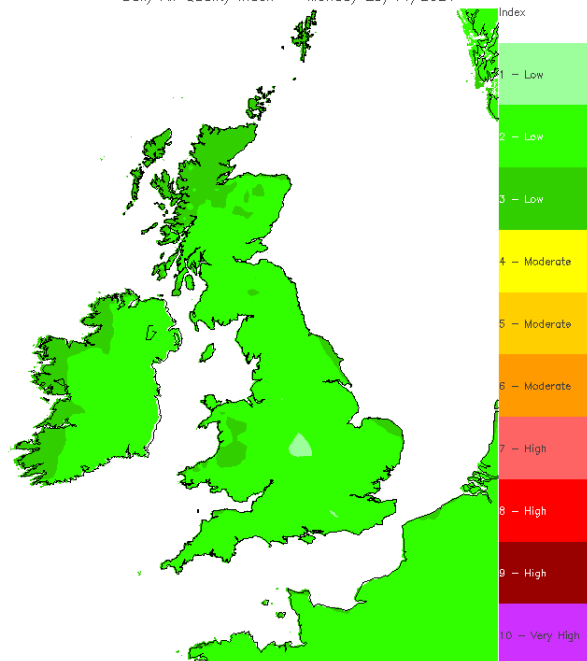 Index
1 - Low
2 - Low
3 - Low
4 - Moderate
5 - Moderate
6 - Moderate
7 - High
8 - High
9 - High
10 - Very High